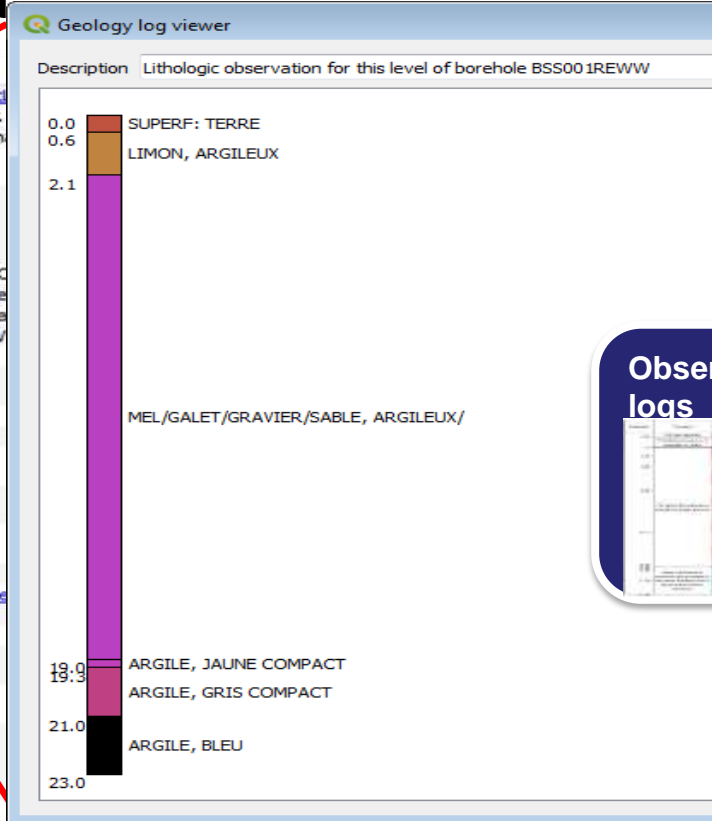 Geology log viewer
Description Lithologic observation for this level of borehole BSS001REWW
0.0 SUPERF: TERRE
0.6
LIMON, ARGILEUX
2.1
MEL/GALET/GRAVIER/SABLE, ARGILEUX/
Obser
logs
19.0 ARGILE, JAUNE COMPACT
19.3
ARGILE, GRIS COMPACT
21.0
ARGILE, BLEU
23.0